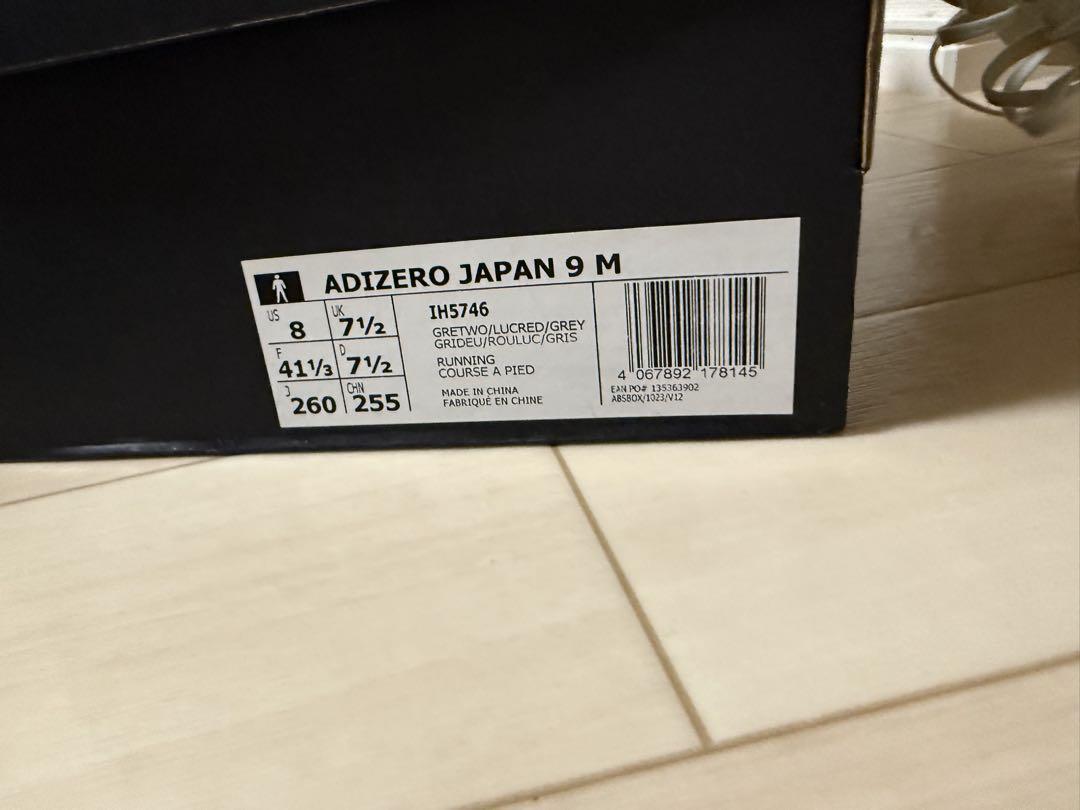 ADIZERO JAPAN 9 M
US 8
UK 7½
F 41⅓
D 7½
J 260
CHN 255
IH5746
GRETWO/LUCRED/GREY
GRIDEU/ROULUC/GRIS
RUNNING
COURSE A PIED
MADE IN CHINA
FABRIQUÉ EN CHINE
4 067892 178145
EAN PO# 135363902
ABSBOX/1023/V12